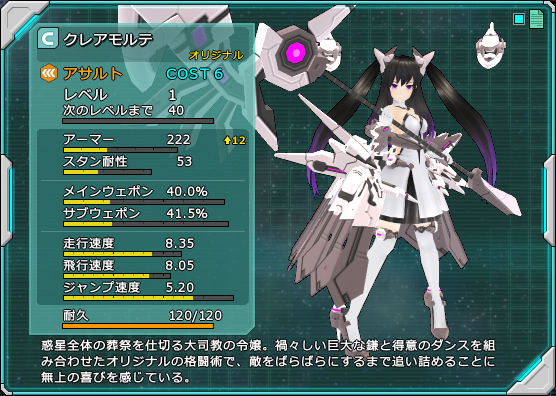 C クレアモルテ
オリジナル
アサルト COST 6
レベル 1
次のレベルまで 40
アーマー 222 12
スタン耐性 53
メインウェポン 40.0%
サブウェポン 41.5%
走行速度 8.35
飛行速度 8.05
ジャンプ速度 5.20
耐久 120/120
惑星全体の葬祭を仕切る大司教の令嬢。禍々しい巨大な鎌と得意のダンスを組
み合わせたオリジナルの格闘術で、敵をばらばらにするまで追い詰めることに
無上の喜びを感じている。